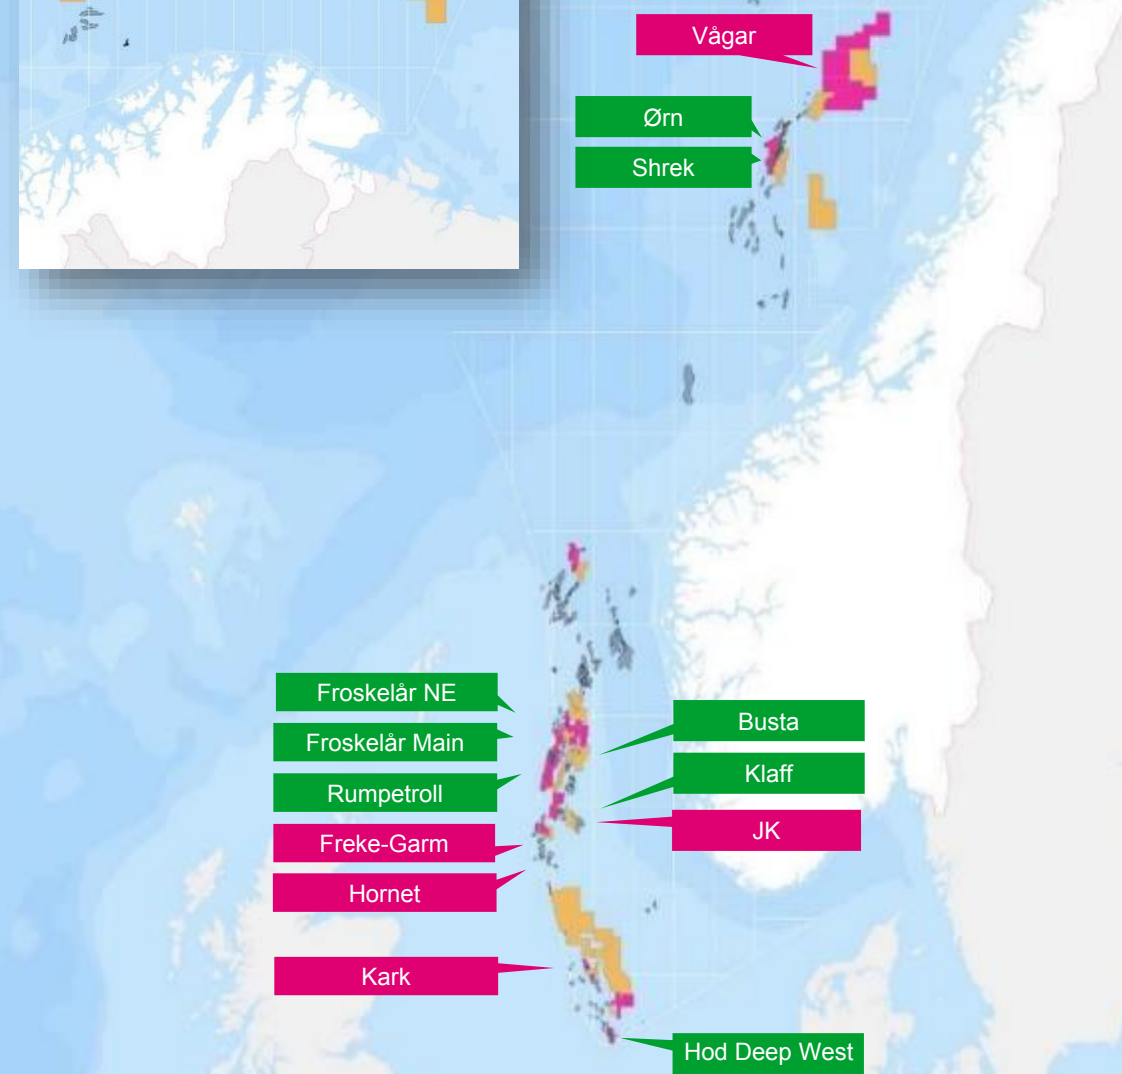 Vågar
Ørn
Shrek
Froskelår NE
Froskelår Main
Rumpetroll
Freke-Garm
Hornet
Kark
Busta
Klaff
JK
Hod Deep West